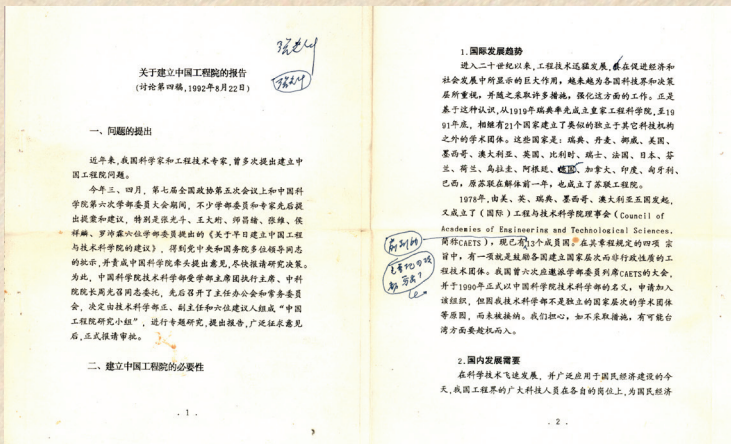 关于建立中国工程院的报告
(讨论第四稿,1992年8月22日)
一、问题的提出
近年来,我国科学家和工程技术专家,曾多次提出建立中
国工程院问题。
今年三、四月,第七届全国政协第五次会议上和中国科
学院第六次学部委员大会期间,不少学部委员和专家先后提
出提案和建议,特别是张光斗、王大珩、师昌绪、张维、侯
祥麟、罗沛霖六位学部委员提出的《关于早日建立中国工程
与技术科学院的建议》,得到党中央和国务院多位领导同志
的批示,并责成中国科学院牵头提出意见,尽快报请研究决策。
为此,中国科学院技术科学部受学部主席团执行主席、中科
院院长周光召同志委托,先后召开了主任办公会和常务委员
会,决定由技术科学部正、副主任和六位建议人组成“中国
工程院研究小组”,进行专题研究,提出报告,广泛征求意见
后,正式报请审批。
二、建立中国工程院的必要性
. 1 .
1.国际发展趋势
进入二十世纪以来,工程技术迅猛发展,在促进经济和
社会发展中所显示的巨大作用,越来越为各国科技界和决策
层所重视,并随之采取许多措施,强化这方面的工作。正是
基于这种认识,从1919年瑞典率先成立皇家工程科学院,至19
91年底,相继有21个国家建立了类似的独立于其它科技机构
之外的学术团体。这些国家是:瑞典、丹麦、挪威、美国、
墨西哥、澳大利亚、英国、比利时、瑞士、法国、日本、芬
兰、荷兰、乌拉圭、阿根廷、德国、加拿大、印度、匈牙利、
巴西,原苏联在解体前一年,也成立了苏联工程院。
1978年,由美、英、瑞典、墨西哥、澳大利亚五国发起,
又成立了(国际)工程与技术科学院理事会(Council of
Academies of Engineering and Technological Sciences,
简称CAETS),现已有13个成员国。在其章程规定的四项 宗
旨中,有一项就是鼓励各国建立国家层次而非行政性质的工
程技术团体。我国曾六次应邀派学部委员列席CAETS的大会,
并于1990年正式以中国科学院技术科学部的名义,申请加入
该组织,但因我技术科学部不是独立的国家层次的学术团体
等原因,而未被接纳。我们担心,如不采取措施,有可能台
湾方面要趁机而入。
2.国内发展需要
在科学技术飞速发展,并广泛应用于国民经济建设的今
天,我国工程界的广大科技人员在各自的岗位上,为国民经济
. 2 .